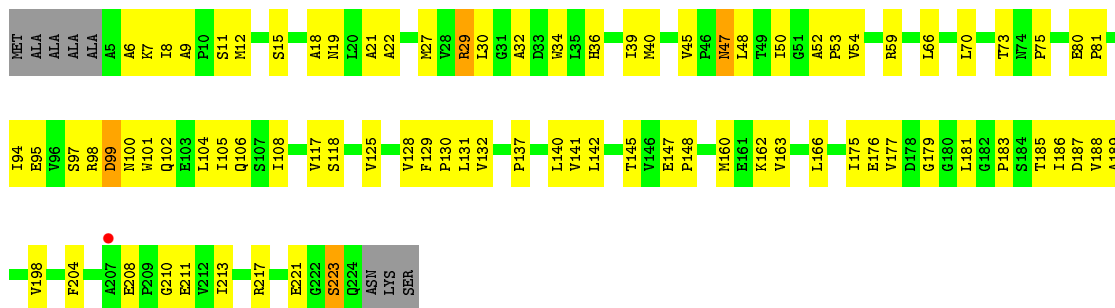 MET ALA ALA ALA ALA A5 A6 K7 I8 A9 P10 S11 M12 S15 A18 N19 L20 A21 A22 M27 V28 R29 L30 G31 A32 D33 W34 L35 H36 I39 M40 V45 P46 N47 L48 T49 I50 G51 A52 P53 V54 R59 L66 L70 T73 N74 P75 E80 P81
I94 E95 V96 S97 R98 D99 N100 W101 Q102 E103 L104 I105 Q106 S107 I108 V117 S118 V125 V128 F129 P130 L131 V132 P137 L140 V141 L142 T145 V146 E147 P148 M160 E161 K162 V163 L166 I175 E176 V177 D178 G179 G180 L181 G182 P183 S184 T185 I186 D187 V188 A189
V198 F204 A207 E208 P209 G210 E211 V212 I213 R217 E221 G222 S223 Q224 ASN LYS SER